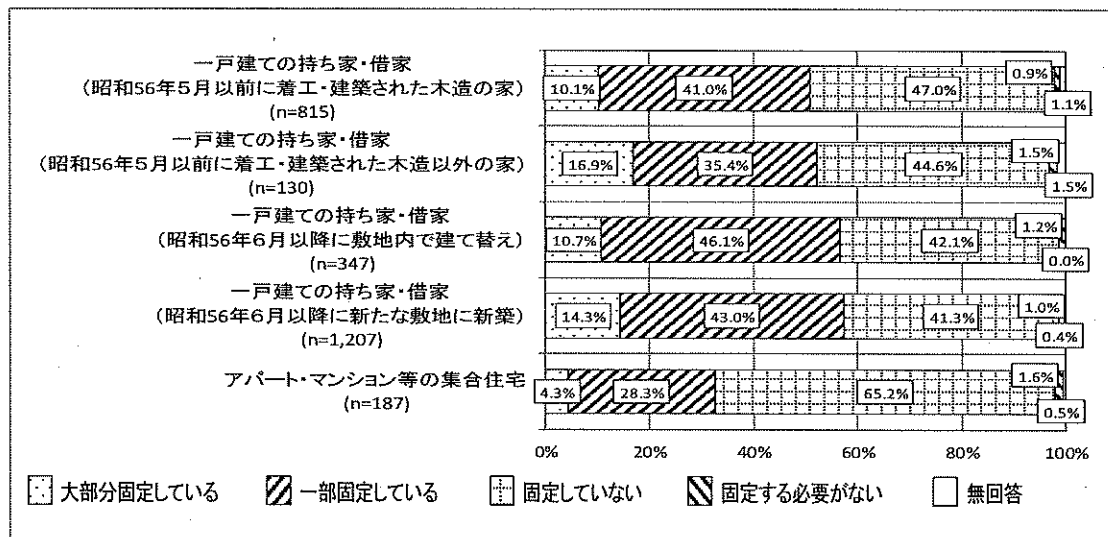 一戸建ての持ち家・借家
(昭和56年５月以前に着工・建築された木造の家)
(n=815)
10.1%
41.0%
47.0%
0.9%
1.1%
一戸建ての持ち家・借家
(昭和56年５月以前に着工・建築された木造以外の家)
(n=130)
16.9%
35.4%
44.6%
1.5%
1.5%
一戸建ての持ち家・借家
(昭和56年６月以降に敷地内で建て替え)
(n=347)
10.7%
46.1%
42.1%
1.2%
0.0%
一戸建ての持ち家・借家
(昭和56年６月以降に新たな敷地に新築)
(n=1,207)
14.3%
43.0%
41.3%
1.0%
0.4%
アパート・マンション等の集合住宅
(n=187)
4.3%
28.3%
65.2%
1.6%
0.5%
0% 20% 40% 60% 80% 100%
大部分固定している 一部固定している 固定していない 固定する必要がない 無回答